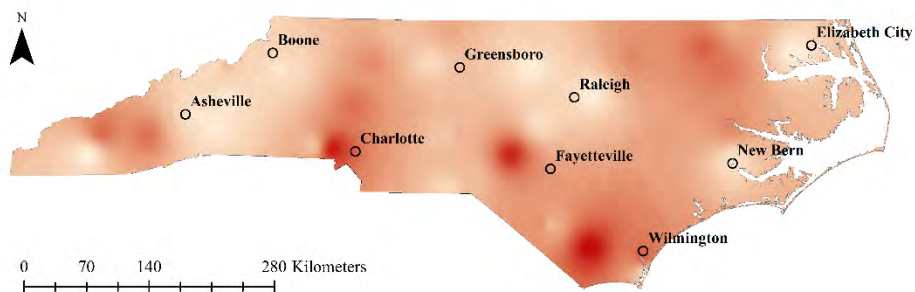 N
Boone
Elizabeth City
Greensboro
Raleigh
Asheville
Charlotte
Fayetteville
New Bern
Wilmington
0 70 140 280 Kilometers